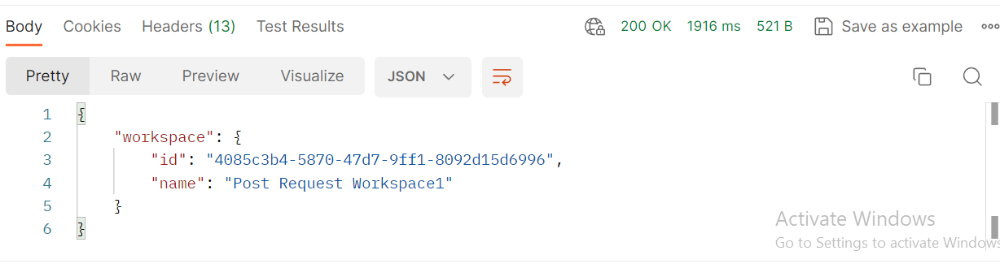 Body Cookies Headers (13) Test Results 200 OK 1916 ms 521 B Save as example
Pretty Raw Preview Visualize JSON
1 {
2 "workspace": {
3 "id": "4085c3b4-5870-47d7-9ff1-8092d15d6996",
4 "name": "Post Request Workspace1"
5 }
6 }
Activate Windows
Go to Settings to activate Windows